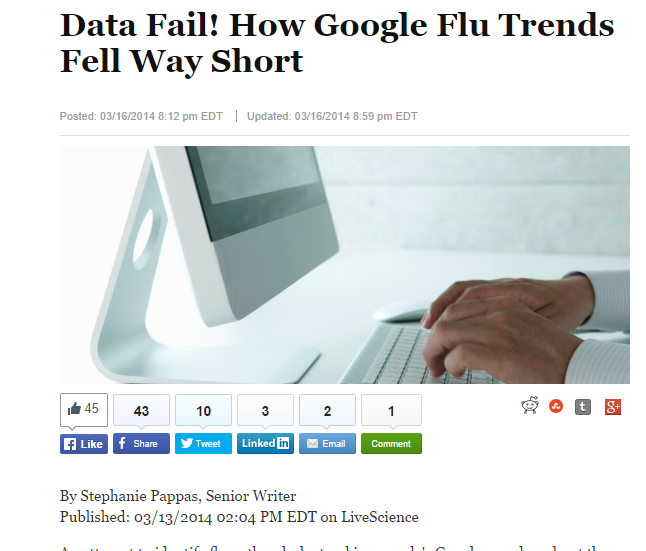 Data Fail! How Google Flu Trends
Fell Way Short
Posted: 03/16/2014 8:12 pm EDT | Updated: 03/16/2014 8:59 pm EDT
45 43 10 3 2 1
f Like f Share Tweet Linked in Email Comment
t g+
By Stephanie Pappas, Senior Writer
Published: 03/13/2014 02:04 PM EDT on LiveScience